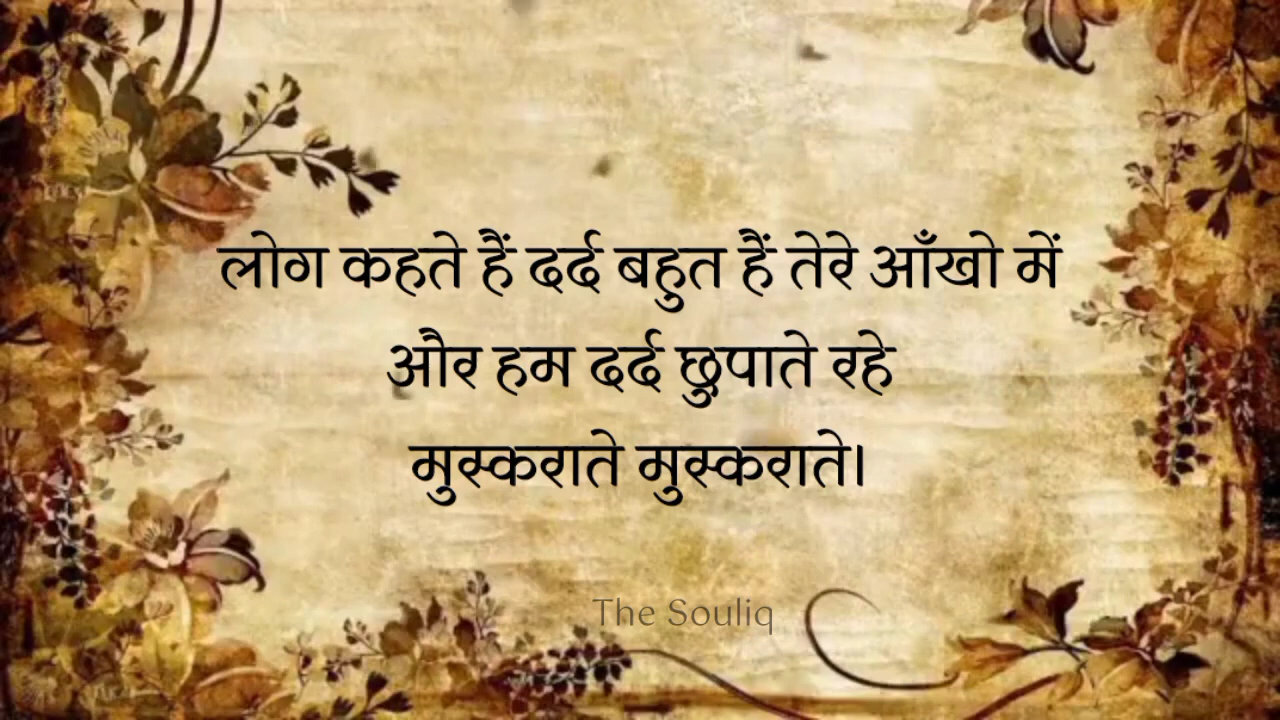 लोग कहते हैं दर्द बहुत हैं तेरे आँखो में
और हम दर्द छुपाते रहे
मुस्कराते मुस्कराते।
The Souliq